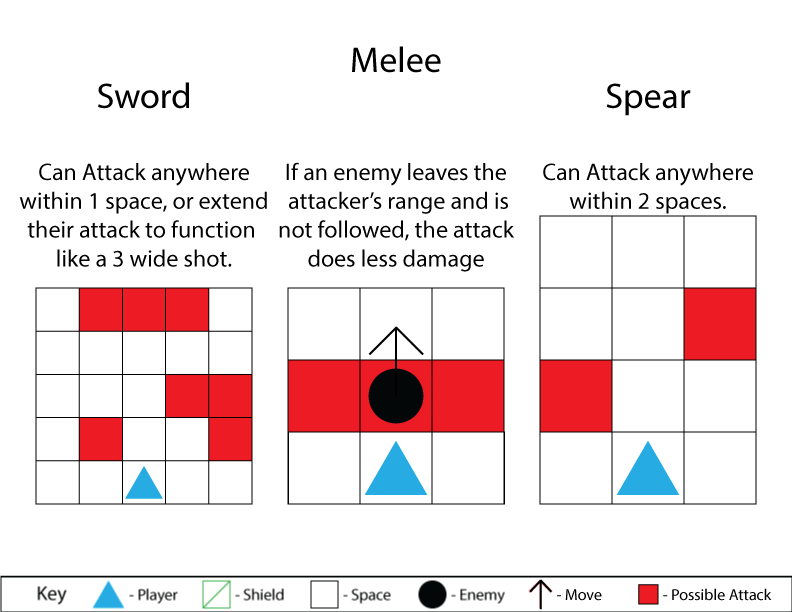 Melee
Sword
Can Attack anywhere
within 1 space, or extend
their attack to function
like a 3 wide shot.
If an enemy leaves the
attacker's range and is
not followed, the attack
does less damage
Spear
Can Attack anywhere
within 2 spaces.
Key - Player - Shield - Space - Enemy - Move - Possible Attack